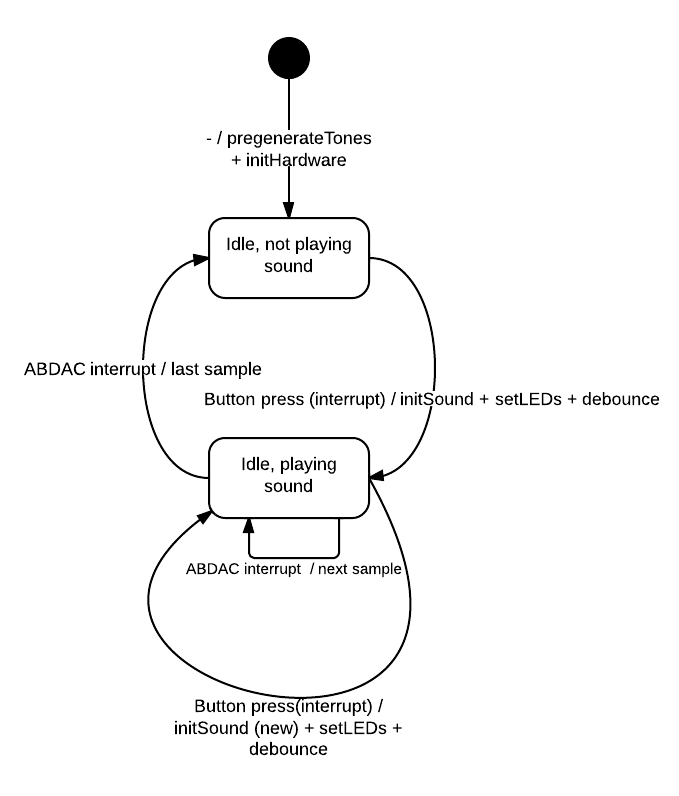 - / pregenerateTones
+ initHardware
Idle, not playing
sound
ABDAC interrupt / last sample
Button press (interrupt) / initSound + setLEDs + debounce
Idle, playing
sound
ABDAC interrupt / next sample
Button press(interrupt) /
initSound (new) + setLEDs +
debounce